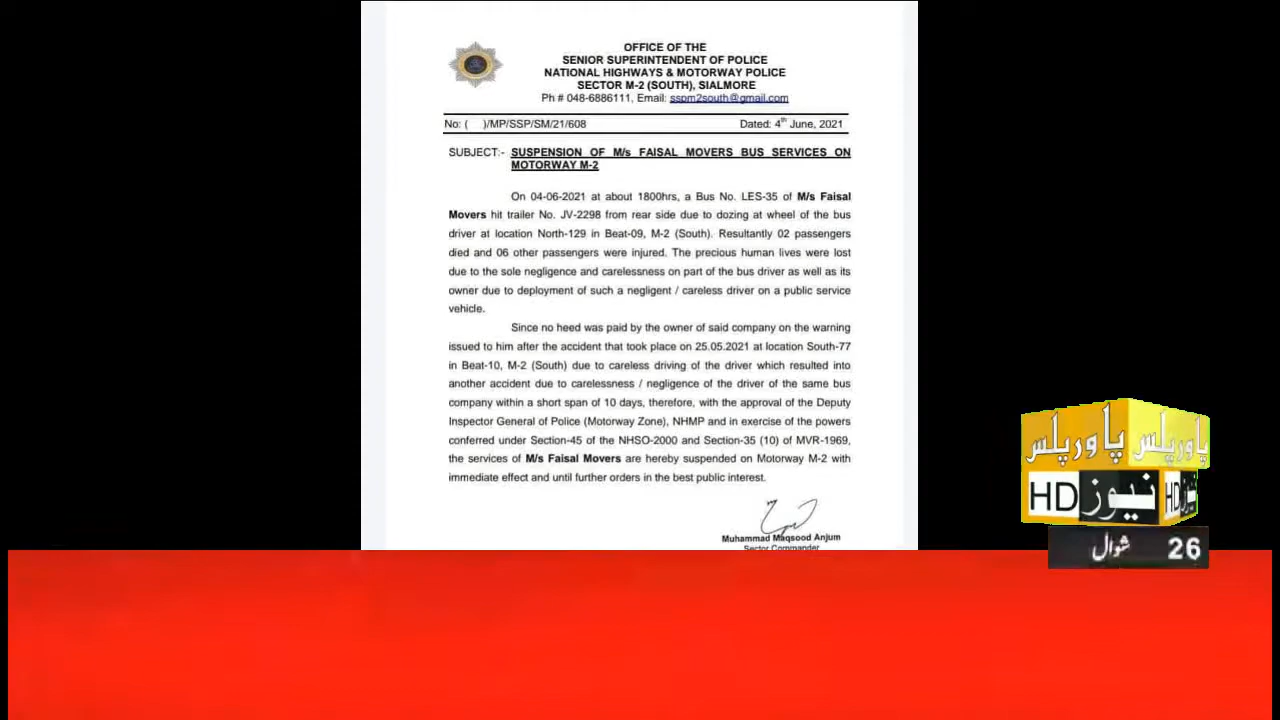 OFFICE OF THE
SENIOR SUPERINTENDENT OF POLICE
NATIONAL HIGHWAYS & MOTORWAY POLICE
SECTOR M-2 (SOUTH), SIALMORE
Ph # 048-6886111, Email: sspm2south@gmail.com
No: ( )/MP/SSP/SM/21/608 Dated: 4th June, 2021
SUBJECT:- SUSPENSION OF M/s FAISAL MOVERS BUS SERVICES ON
MOTORWAY M-2
On 04-06-2021 at about 1800hrs, a Bus No. LES-35 of M/s Faisal
Movers hit trailer No. JV-2298 from rear side due to dozing at wheel of the bus
driver at location North-129 in Beat-09, M-2 (South). Resultantly 02 passengers
died and 06 other passengers were injured. The precious human lives were lost
due to the sole negligence and carelessness on part of the bus driver as well as its
owner due to deployment of such a negligent / careless driver on a public service
vehicle.
Since no heed was paid by the owner of said company on the warning
issued to him after the accident that took place on 25.05.2021 at location South-77
in Beat-10, M-2 (South) due to careless driving of the driver which resulted into
another accident due to carelessness / negligence of the driver of the same bus
company within a short span of 10 days, therefore, with the approval of the Deputy
Inspector General of Police (Motorway Zone), NHMP and in exercise of the powers
conferred under Section-45 of the NHSO-2000 and Section-35 (10) of MVR-1969,
the services of M/s Faisal Movers are hereby suspended on Motorway M-2 with
immediate effect and until further orders in the best public interest.
Muhammad Maqsood Anjum
Sector Commander
پاور پلس پاور پلس
HD نیوز HD نیوز
26 شوال